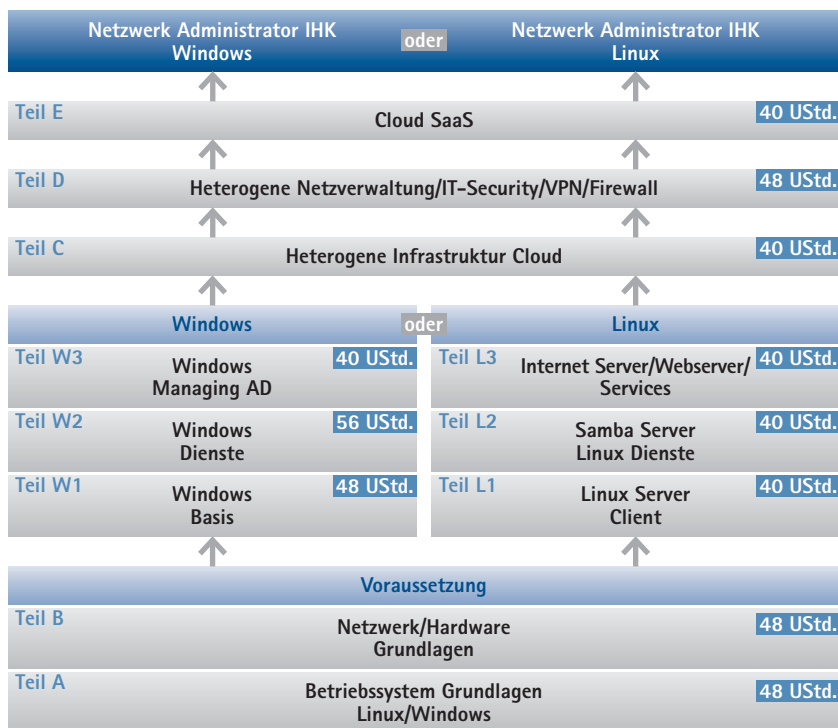 Netzwerk Administrator IHK
Windows
oder
Netzwerk Administrator IHK
Linux
Teil E
Cloud SaaS
40 UStd.
Teil D
Heterogene Netzverwaltung/IT-Security/VPN/Firewall
48 UStd.
Teil C
Heterogene Infrastruktur Cloud
40 UStd.
Windows
oder
Linux
Teil W3
Windows
Managing AD
40 UStd.
Teil L3
Internet Server/Webserver/
Services
40 UStd.
Teil W2
Windows
Dienste
56 UStd.
Teil L2
Samba Server
Linux Dienste
40 UStd.
Teil W1
Windows
Basis
48 UStd.
Teil L1
Linux Server
Client
40 UStd.
Voraussetzung
Teil B
Netzwerk/Hardware
Grundlagen
48 UStd.
Teil A
Betriebssystem Grundlagen
Linux/Windows
48 UStd.